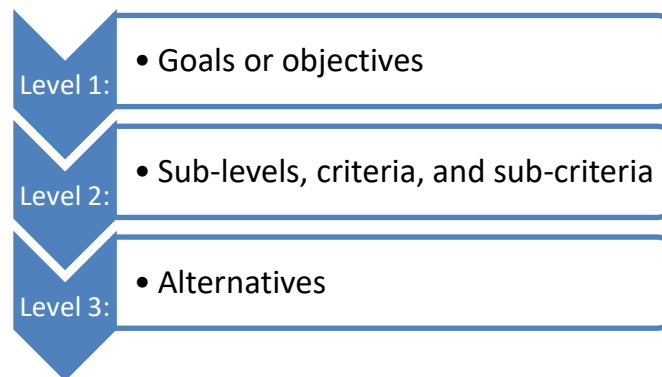 Level 1:
• Goals or objectives
Level 2:
• Sub-levels, criteria, and sub-criteria
Level 3:
• Alternatives